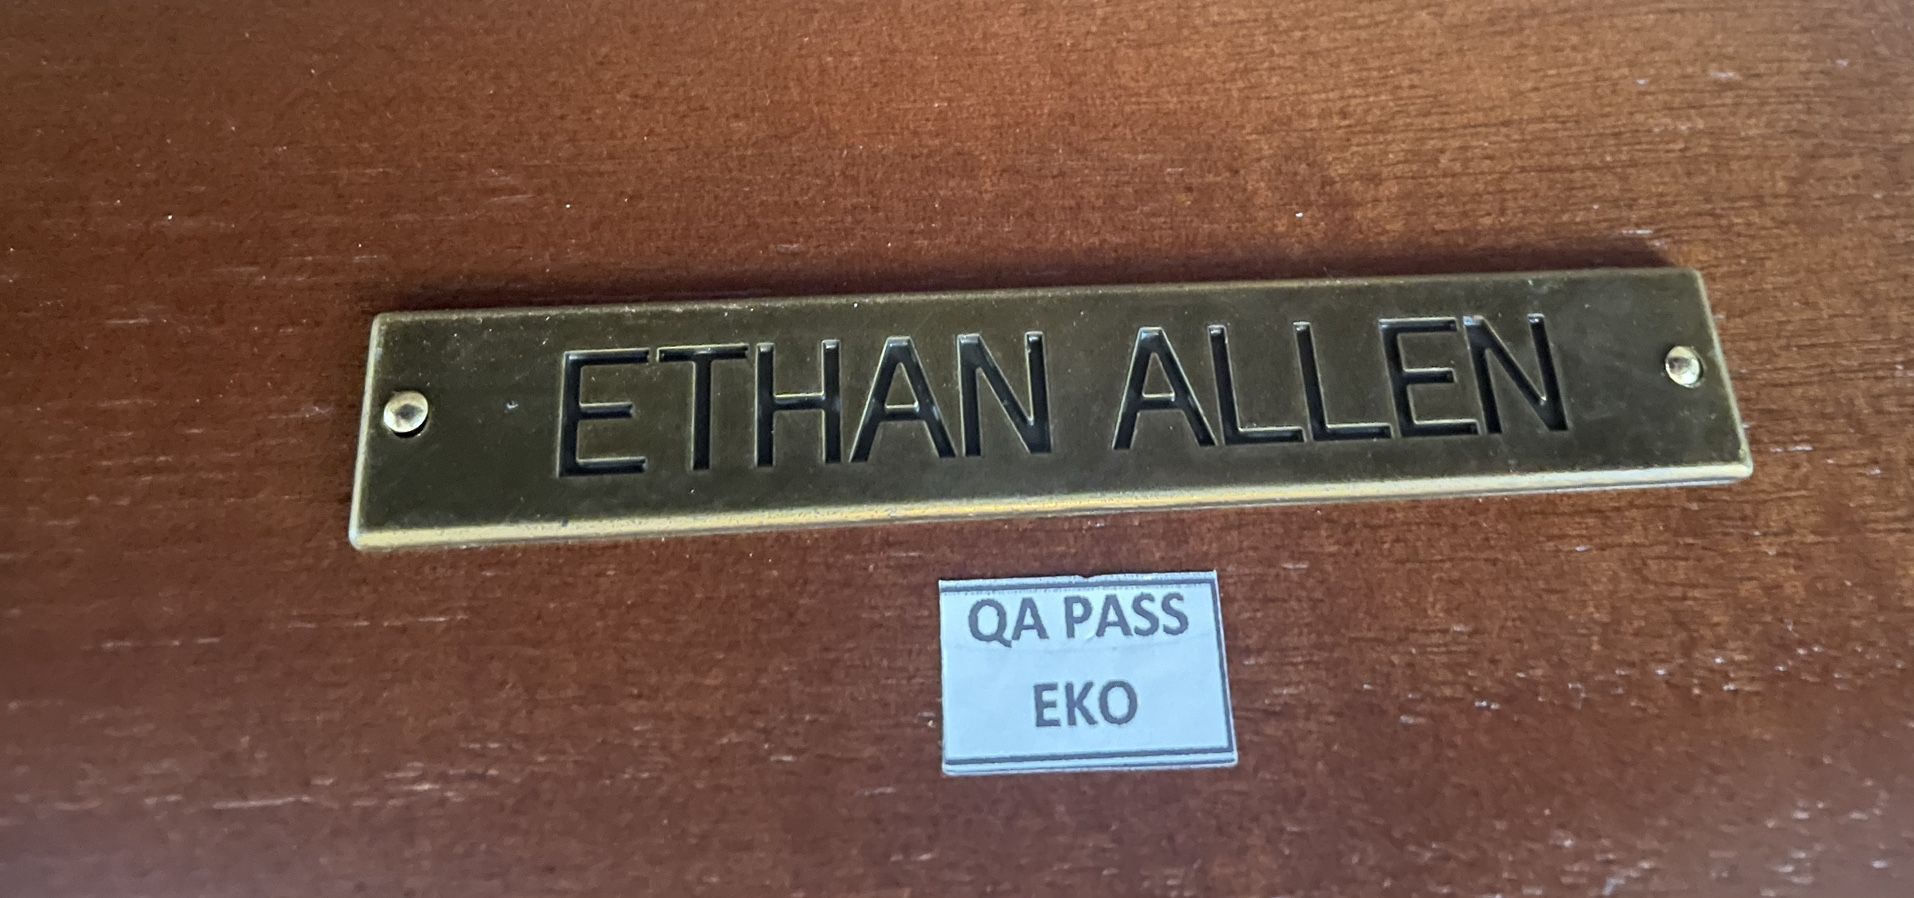 ETHAN ALLEN
QA PASS
EKO